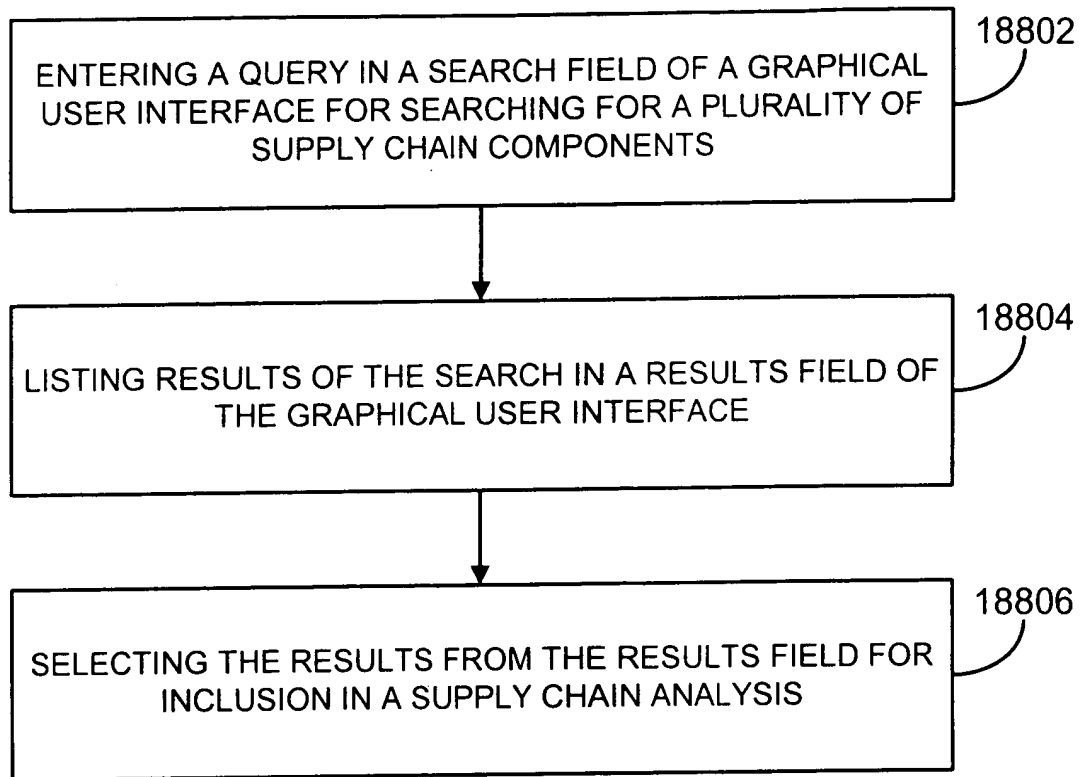 18802
ENTERING A QUERY IN A SEARCH FIELD OF A GRAPHICAL
USER INTERFACE FOR SEARCHING FOR A PLURALITY OF
SUPPLY CHAIN COMPONENTS
18804
LISTING RESULTS OF THE SEARCH IN A RESULTS FIELD OF
THE GRAPHICAL USER INTERFACE
18806
SELECTING THE RESULTS FROM THE RESULTS FIELD FOR
INCLUSION IN A SUPPLY CHAIN ANALYSIS